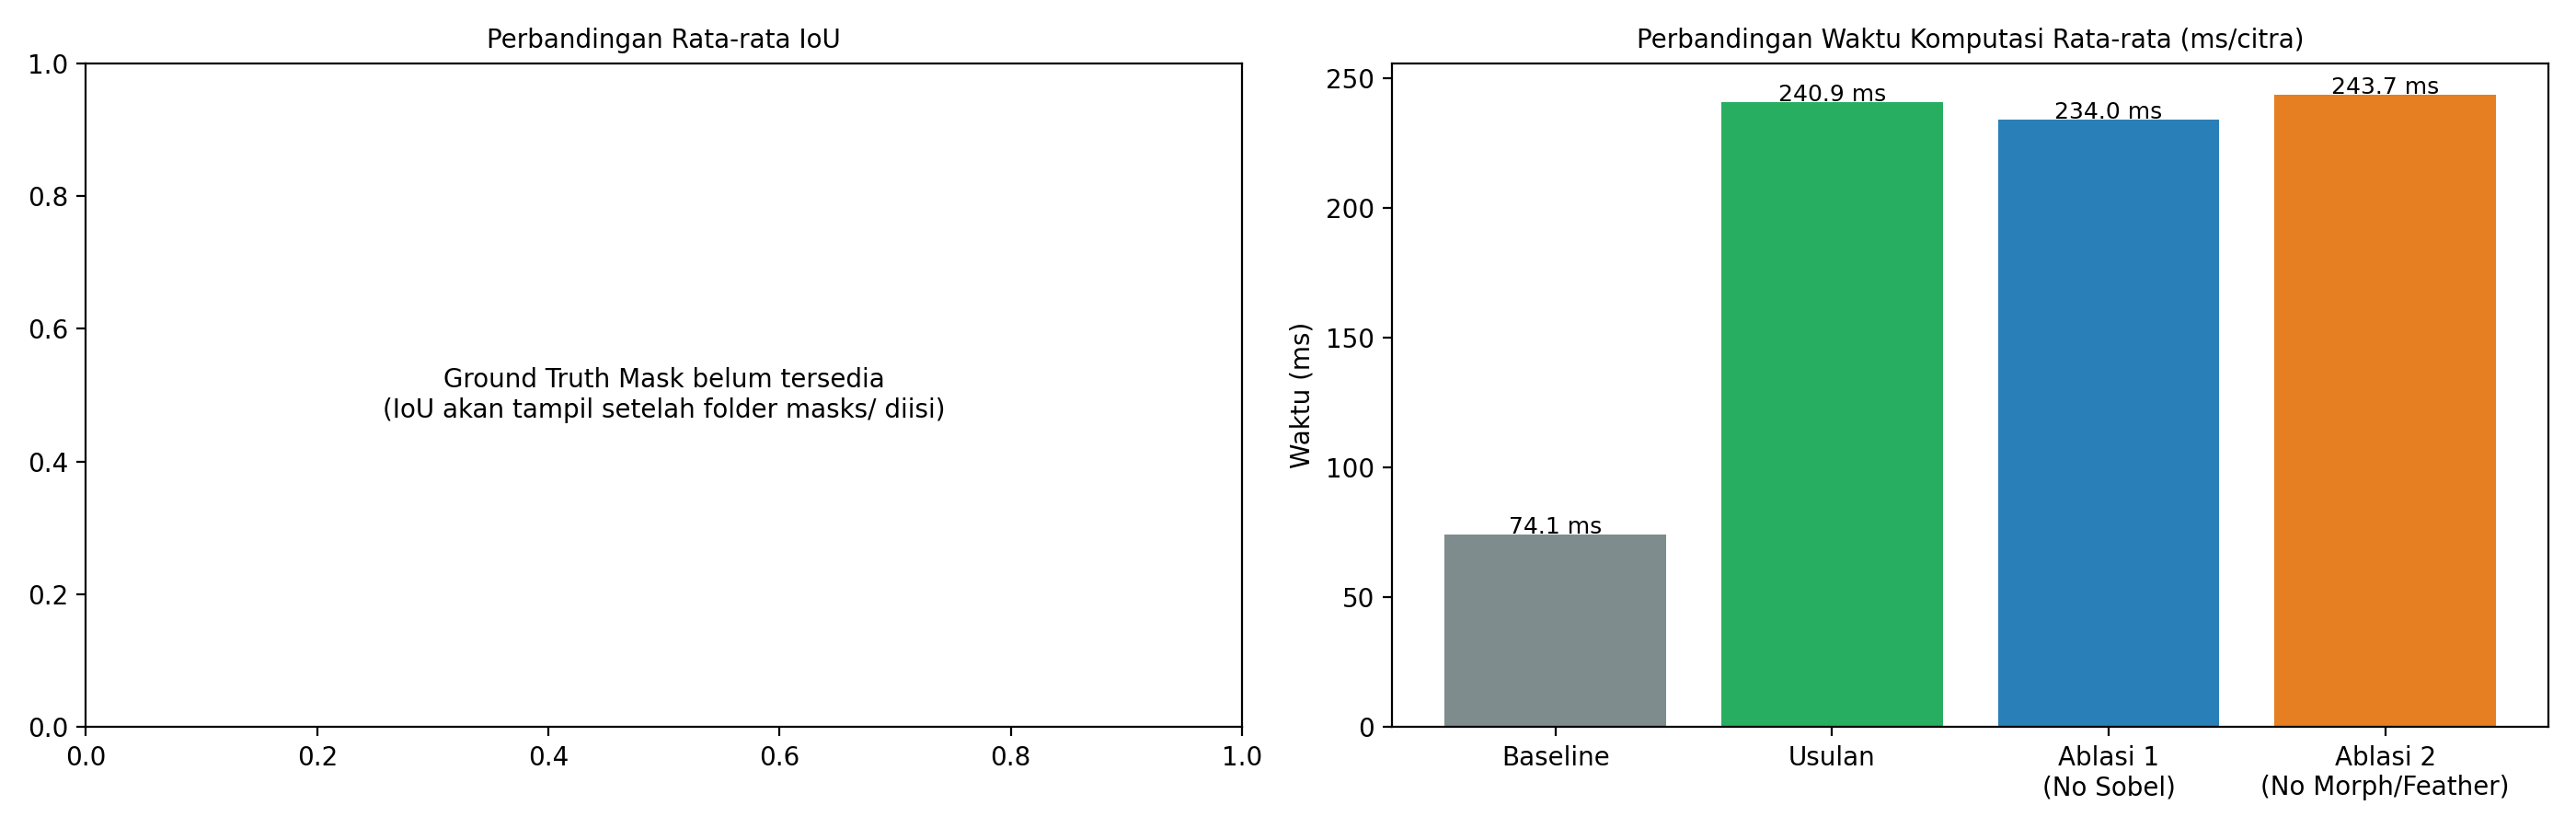 Perbandingan Rata-rata IoU
1.0
0.8
0.6
0.4
0.2
0.0
Ground Truth Mask belum tersedia
(IoU akan tampil setelah folder masks/ diisi)
0.0 0.2 0.4 0.6 0.8 1.0
Perbandingan Waktu Komputasi Rata-rata (ms/citra)
Waktu (ms)
250
200
150
100
50
0
74.1 ms
240.9 ms
234.0 ms
243.7 ms
Baseline
Usulan
Ablasi 1
(No Sobel)
Ablasi 2
(No Morph/Feather)